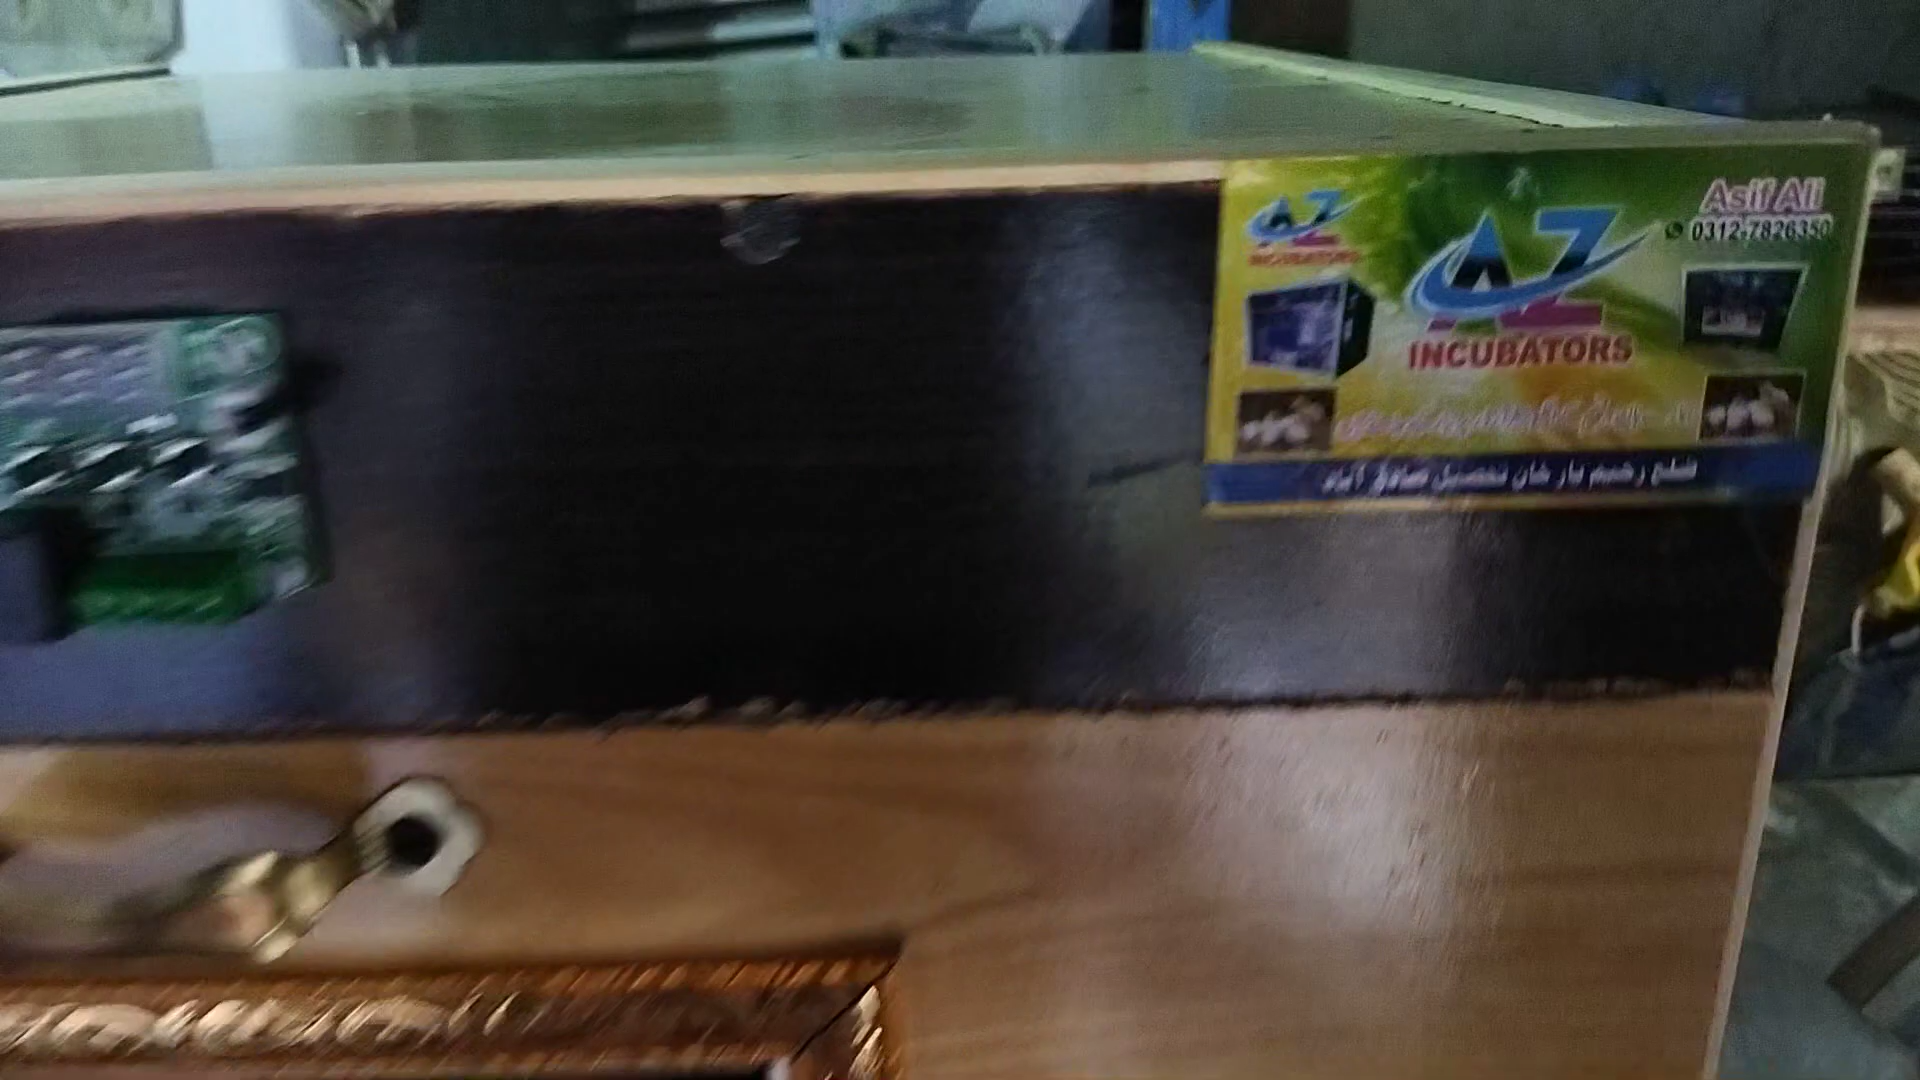 AZ
INCUBATORS
AZ
INCUBATORS
Asif Ali
0312-7826350
ضلع رحیم یار خان تحصیل صادق آباد